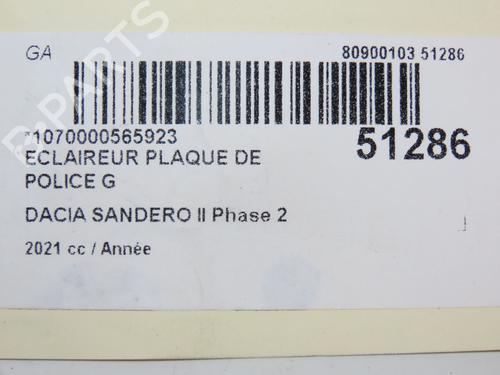 GA
80900103 51286
*1070000565923
51286
ECLAIREUR PLAQUE DE
POLICE G
DACIA SANDERO II Phase 2
2021 cc / Année
B-PARTS